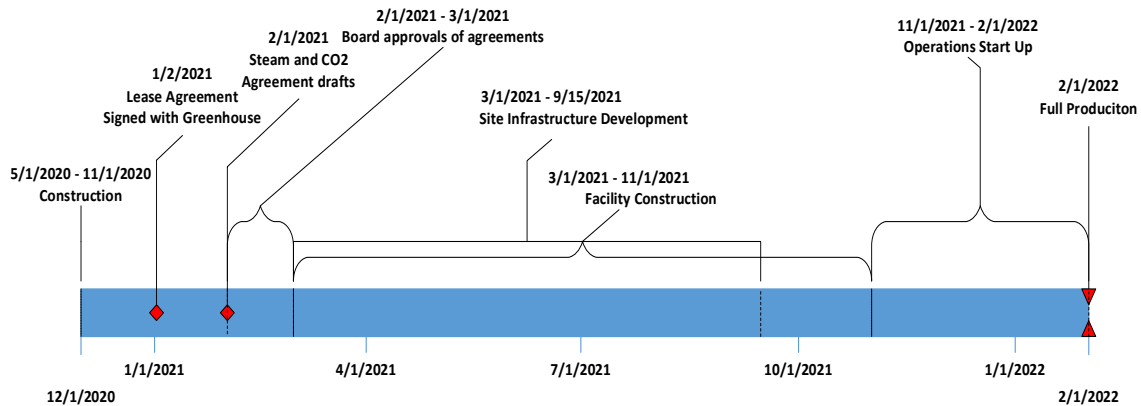 2/1/2021 - 3/1/2021
Board approvals of agreements
11/1/2021 - 2/1/2022
Operations Start Up
2/1/2021
Steam and CO2
Agreement drafts
1/2/2021
Lease Agreement
Signed with Greenhouse
3/1/2021 - 9/15/2021
Site Infrastructure Development
2/1/2022
Full Produciton
5/1/2020 - 11/1/2020
Construction
3/1/2021 - 11/1/2021
Facility Construction
1/1/2021
4/1/2021
7/1/2021
10/1/2021
1/1/2022
12/1/2020
2/1/2022